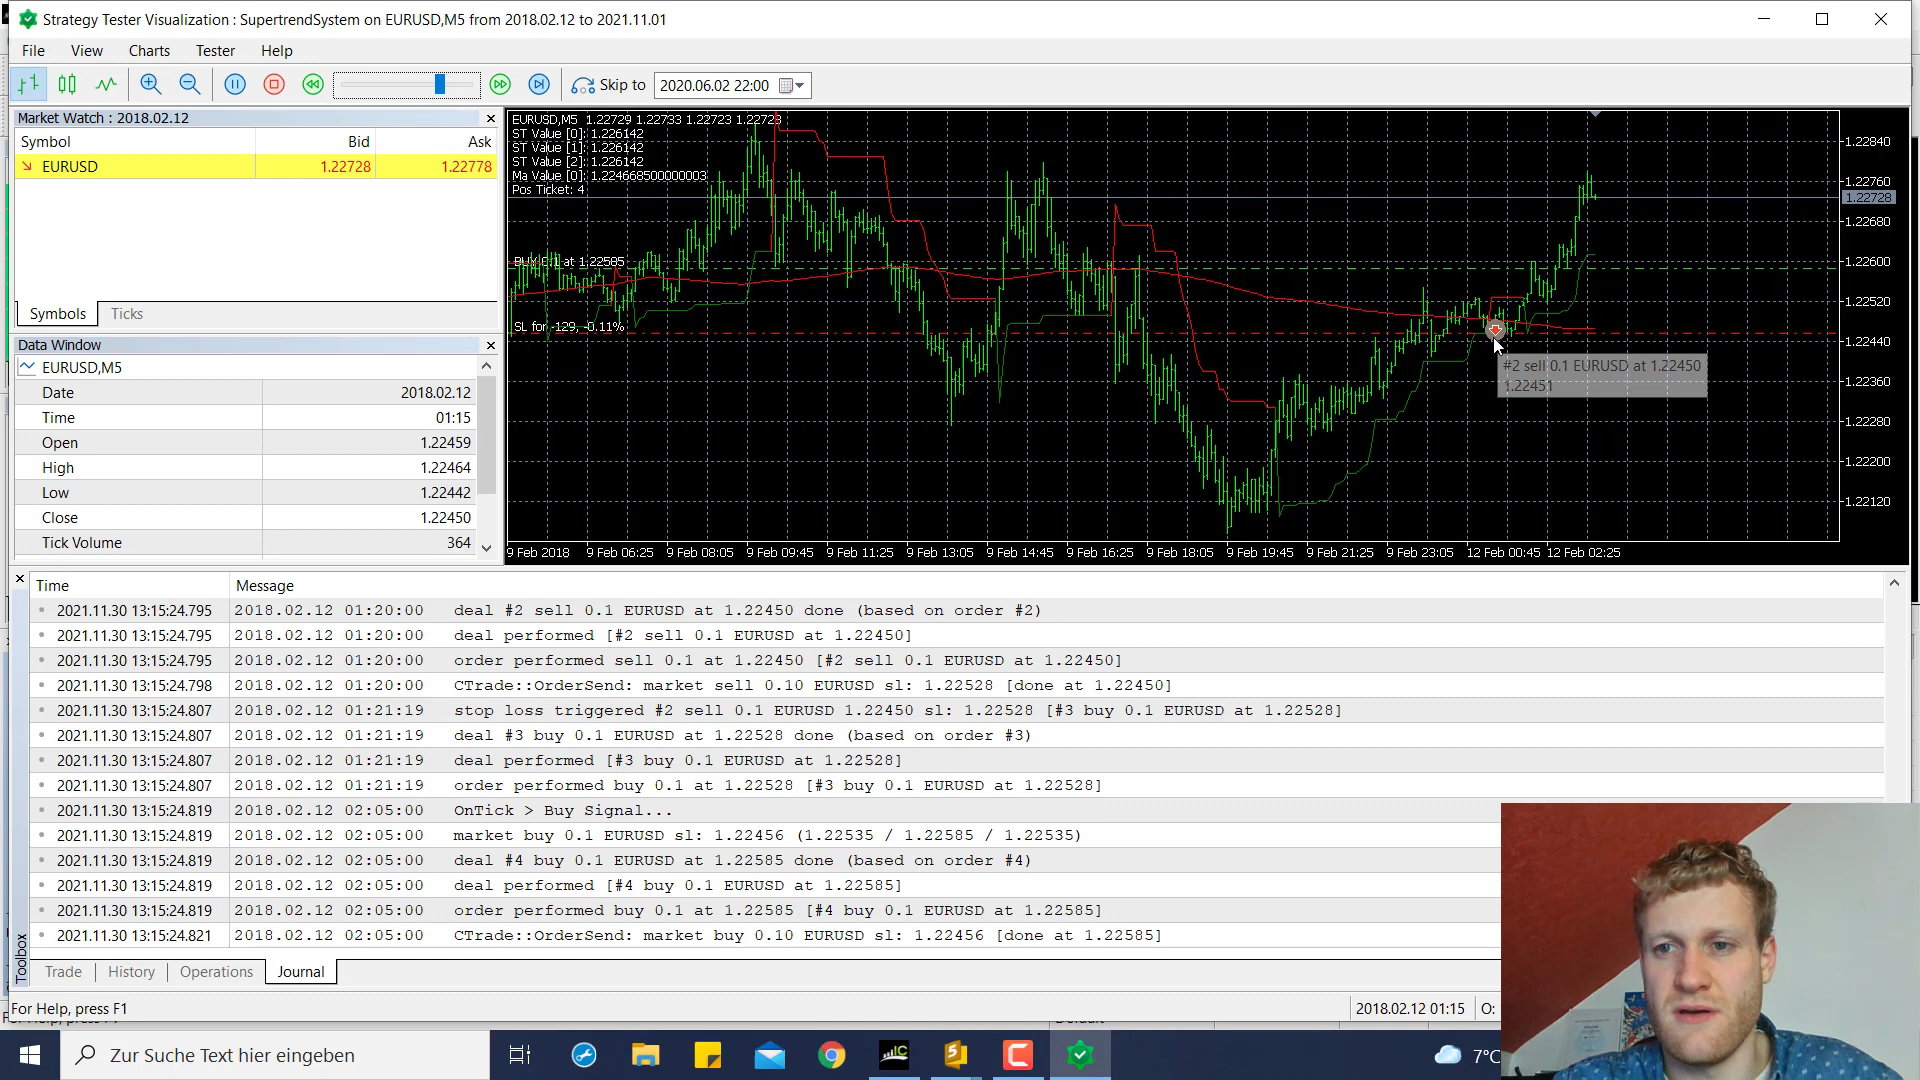 Strategy Tester Visualization : SupertrendSystem on EURUSD,M5 from 2018.02.12 to 2021.11.01
File View Charts Tester Help
Skip to 2020.06.02 22:00
Market Watch : 2018.02.12
Symbol Bid Ask
EURUSD 1.22728 1.22778
Symbols Ticks
Data Window
EURUSD,M5
Date 2018.02.12
Time 01:15
Open 1.22459
High 1.22464
Low 1.22442
Close 1.22450
Tick Volume 364
EURUSD,M5 1.22729 1.22733 1.22723 1.22728
ST Value [0]: 1.226142
ST Value [1]: 1.226142
ST Value [2]: 1.226142
Ma Value [0]: 1.224668500000003
Pos Ticket: 4
BUY 0.1 at 1.22585
SL for -129, -0.11%
#2 sell 0.1 EURUSD at 1.22450
1.22451
1.22840
1.22760
1.22728
1.22680
1.22600
1.22520
1.22440
1.22360
1.22280
1.22200
1.22120
9 Feb 2018 9 Feb 06:25 9 Feb 08:05 9 Feb 09:45 9 Feb 11:25 9 Feb 13:05 9 Feb 14:45 9 Feb 16:25 9 Feb 18:05 9 Feb 19:45 9 Feb 21:25 9 Feb 23:05 12 Feb 00:45 12 Feb 02:25
Time Message
2021.11.30 13:15:24.795 2018.02.12 01:20:00 deal #2 sell 0.1 EURUSD at 1.22450 done (based on order #2)
2021.11.30 13:15:24.795 2018.02.12 01:20:00 deal performed [#2 sell 0.1 EURUSD at 1.22450]
2021.11.30 13:15:24.795 2018.02.12 01:20:00 order performed sell 0.1 at 1.22450 [#2 sell 0.1 EURUSD at 1.22450]
2021.11.30 13:15:24.798 2018.02.12 01:20:00 CTrade::OrderSend: market sell 0.10 EURUSD sl: 1.22528 [done at 1.22450]
2021.11.30 13:15:24.807 2018.02.12 01:21:19 stop loss triggered #2 sell 0.1 EURUSD 1.22450 sl: 1.22528 [#3 buy 0.1 EURUSD at 1.22528]
2021.11.30 13:15:24.807 2018.02.12 01:21:19 deal #3 buy 0.1 EURUSD at 1.22528 done (based on order #3)
2021.11.30 13:15:24.807 2018.02.12 01:21:19 deal performed [#3 buy 0.1 EURUSD at 1.22528]
2021.11.30 13:15:24.807 2018.02.12 01:21:19 order performed buy 0.1 at 1.22528 [#3 buy 0.1 EURUSD at 1.22528]
2021.11.30 13:15:24.819 2018.02.12 02:05:00 OnTick > Buy Signal...
2021.11.30 13:15:24.819 2018.02.12 02:05:00 market buy 0.1 EURUSD sl: 1.22456 (1.22535 / 1.22585 / 1.22535)
2021.11.30 13:15:24.819 2018.02.12 02:05:00 deal #4 buy 0.1 EURUSD at 1.22585 done (based on order #4)
2021.11.30 13:15:24.819 2018.02.12 02:05:00 deal performed [#4 buy 0.1 EURUSD at 1.22585]
2021.11.30 13:15:24.819 2018.02.12 02:05:00 order performed buy 0.1 at 1.22585 [#4 buy 0.1 EURUSD at 1.22585]
2021.11.30 13:15:24.821 2018.02.12 02:05:00 CTrade::OrderSend: market buy 0.10 EURUSD sl: 1.22456 [done at 1.22585]
Toolbox
Trade History Operations Journal
For Help, press F1 2018.02.12 01:15 O:
Zur Suche Text hier eingeben
7°C